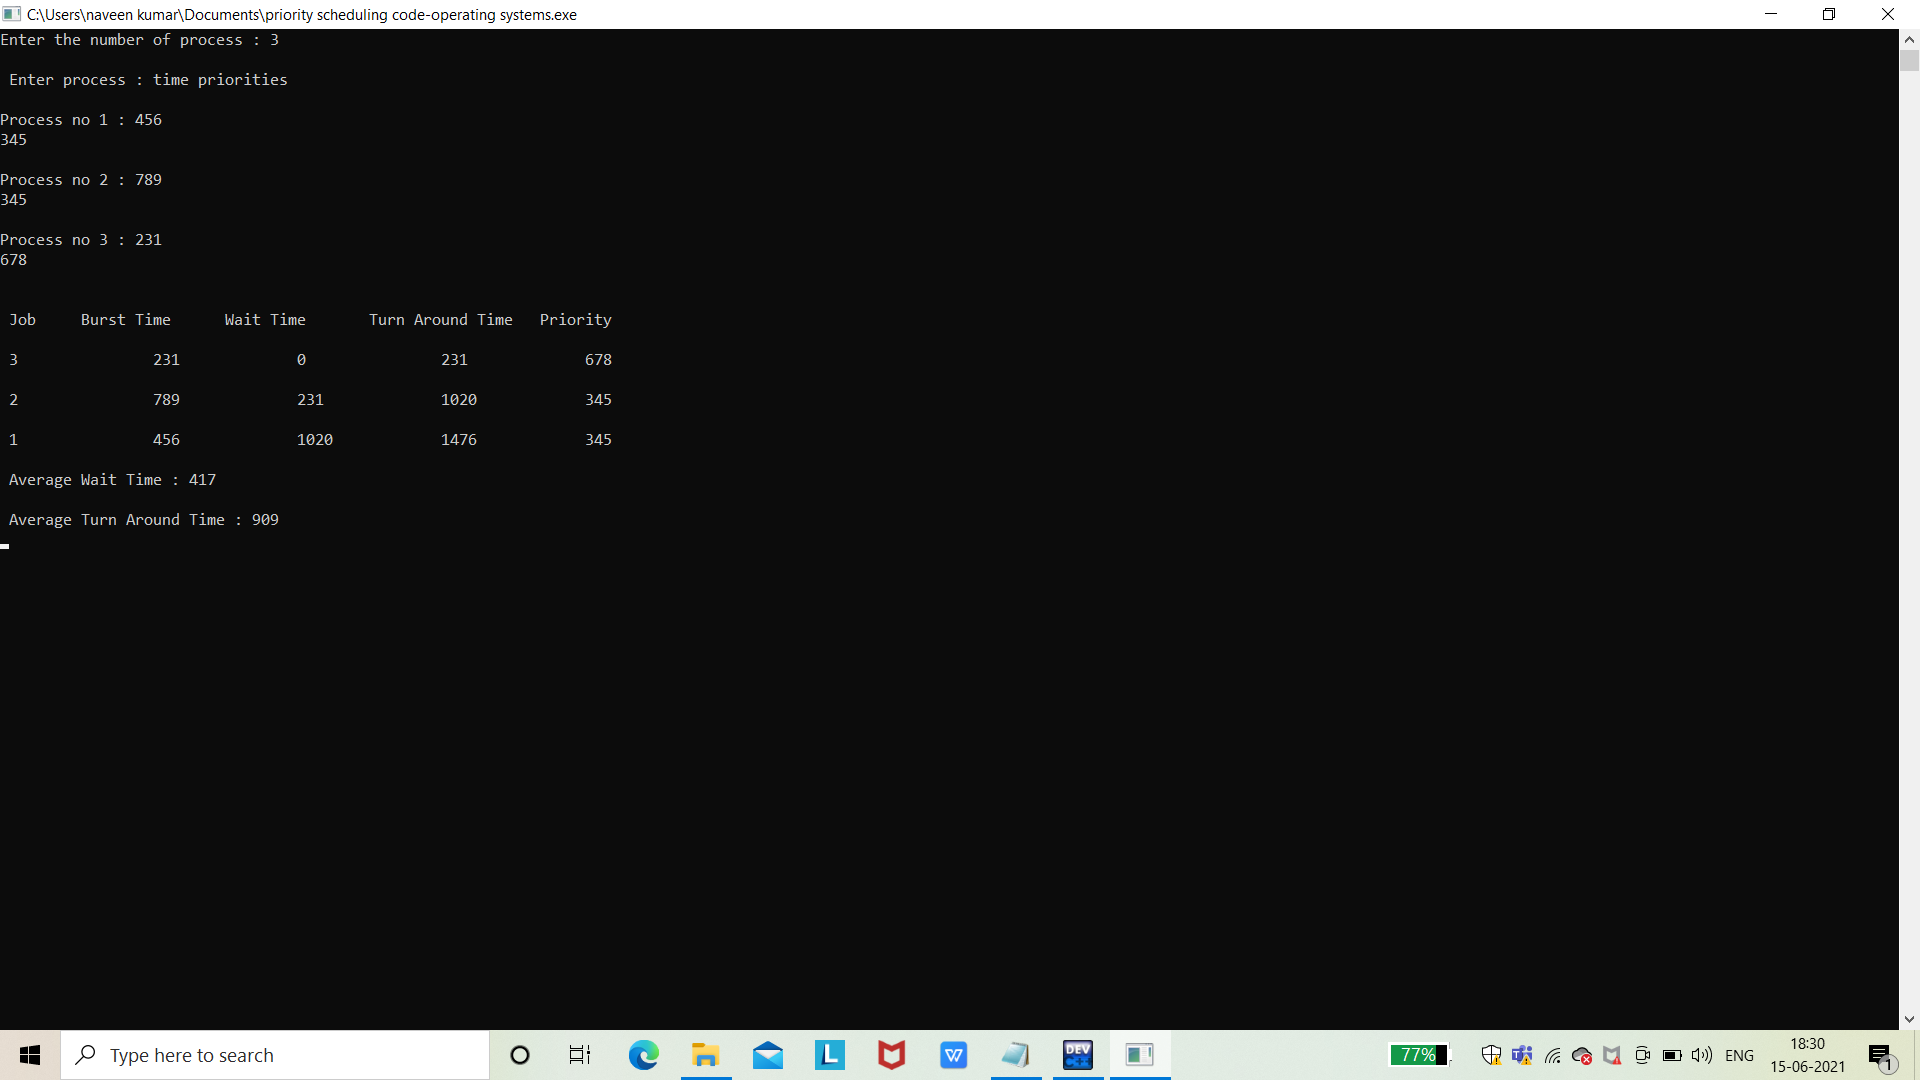 C:\Users\naveen kumar\Documents\priority scheduling code-operating systems.exe
Enter the number of process : 3
Enter process : time priorities
Process no 1 : 456
345
Process no 2 : 789
345
Process no 3 : 231
678
Job Burst Time Wait Time Turn Around Time Priority
3 231 0 231 678
2 789 231 1020 345
1 456 1020 1476 345
Average Wait Time : 417
Average Turn Around Time : 909
Type here to search
L
W
DEV
C++
77%
T
ENG
18:30
15-06-2021
1